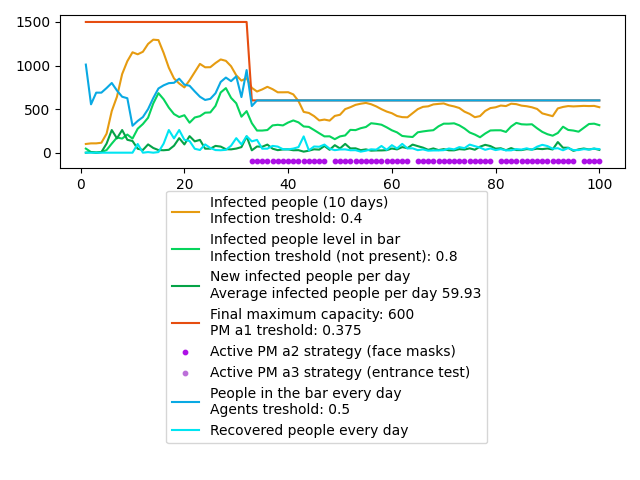 1500
1000
500
0
0 20 40 60 80 100
Infected people (10 days)
Infection treshold: 0.4
Infected people level in bar
Infection treshold (not present): 0.8
New infected people per day
Average infected people per day 59.93
Final maximum capacity: 600
PM a1 treshold: 0.375
Active PM a2 strategy (face masks)
Active PM a3 strategy (entrance test)
People in the bar every day
Agents treshold: 0.5
Recovered people every day